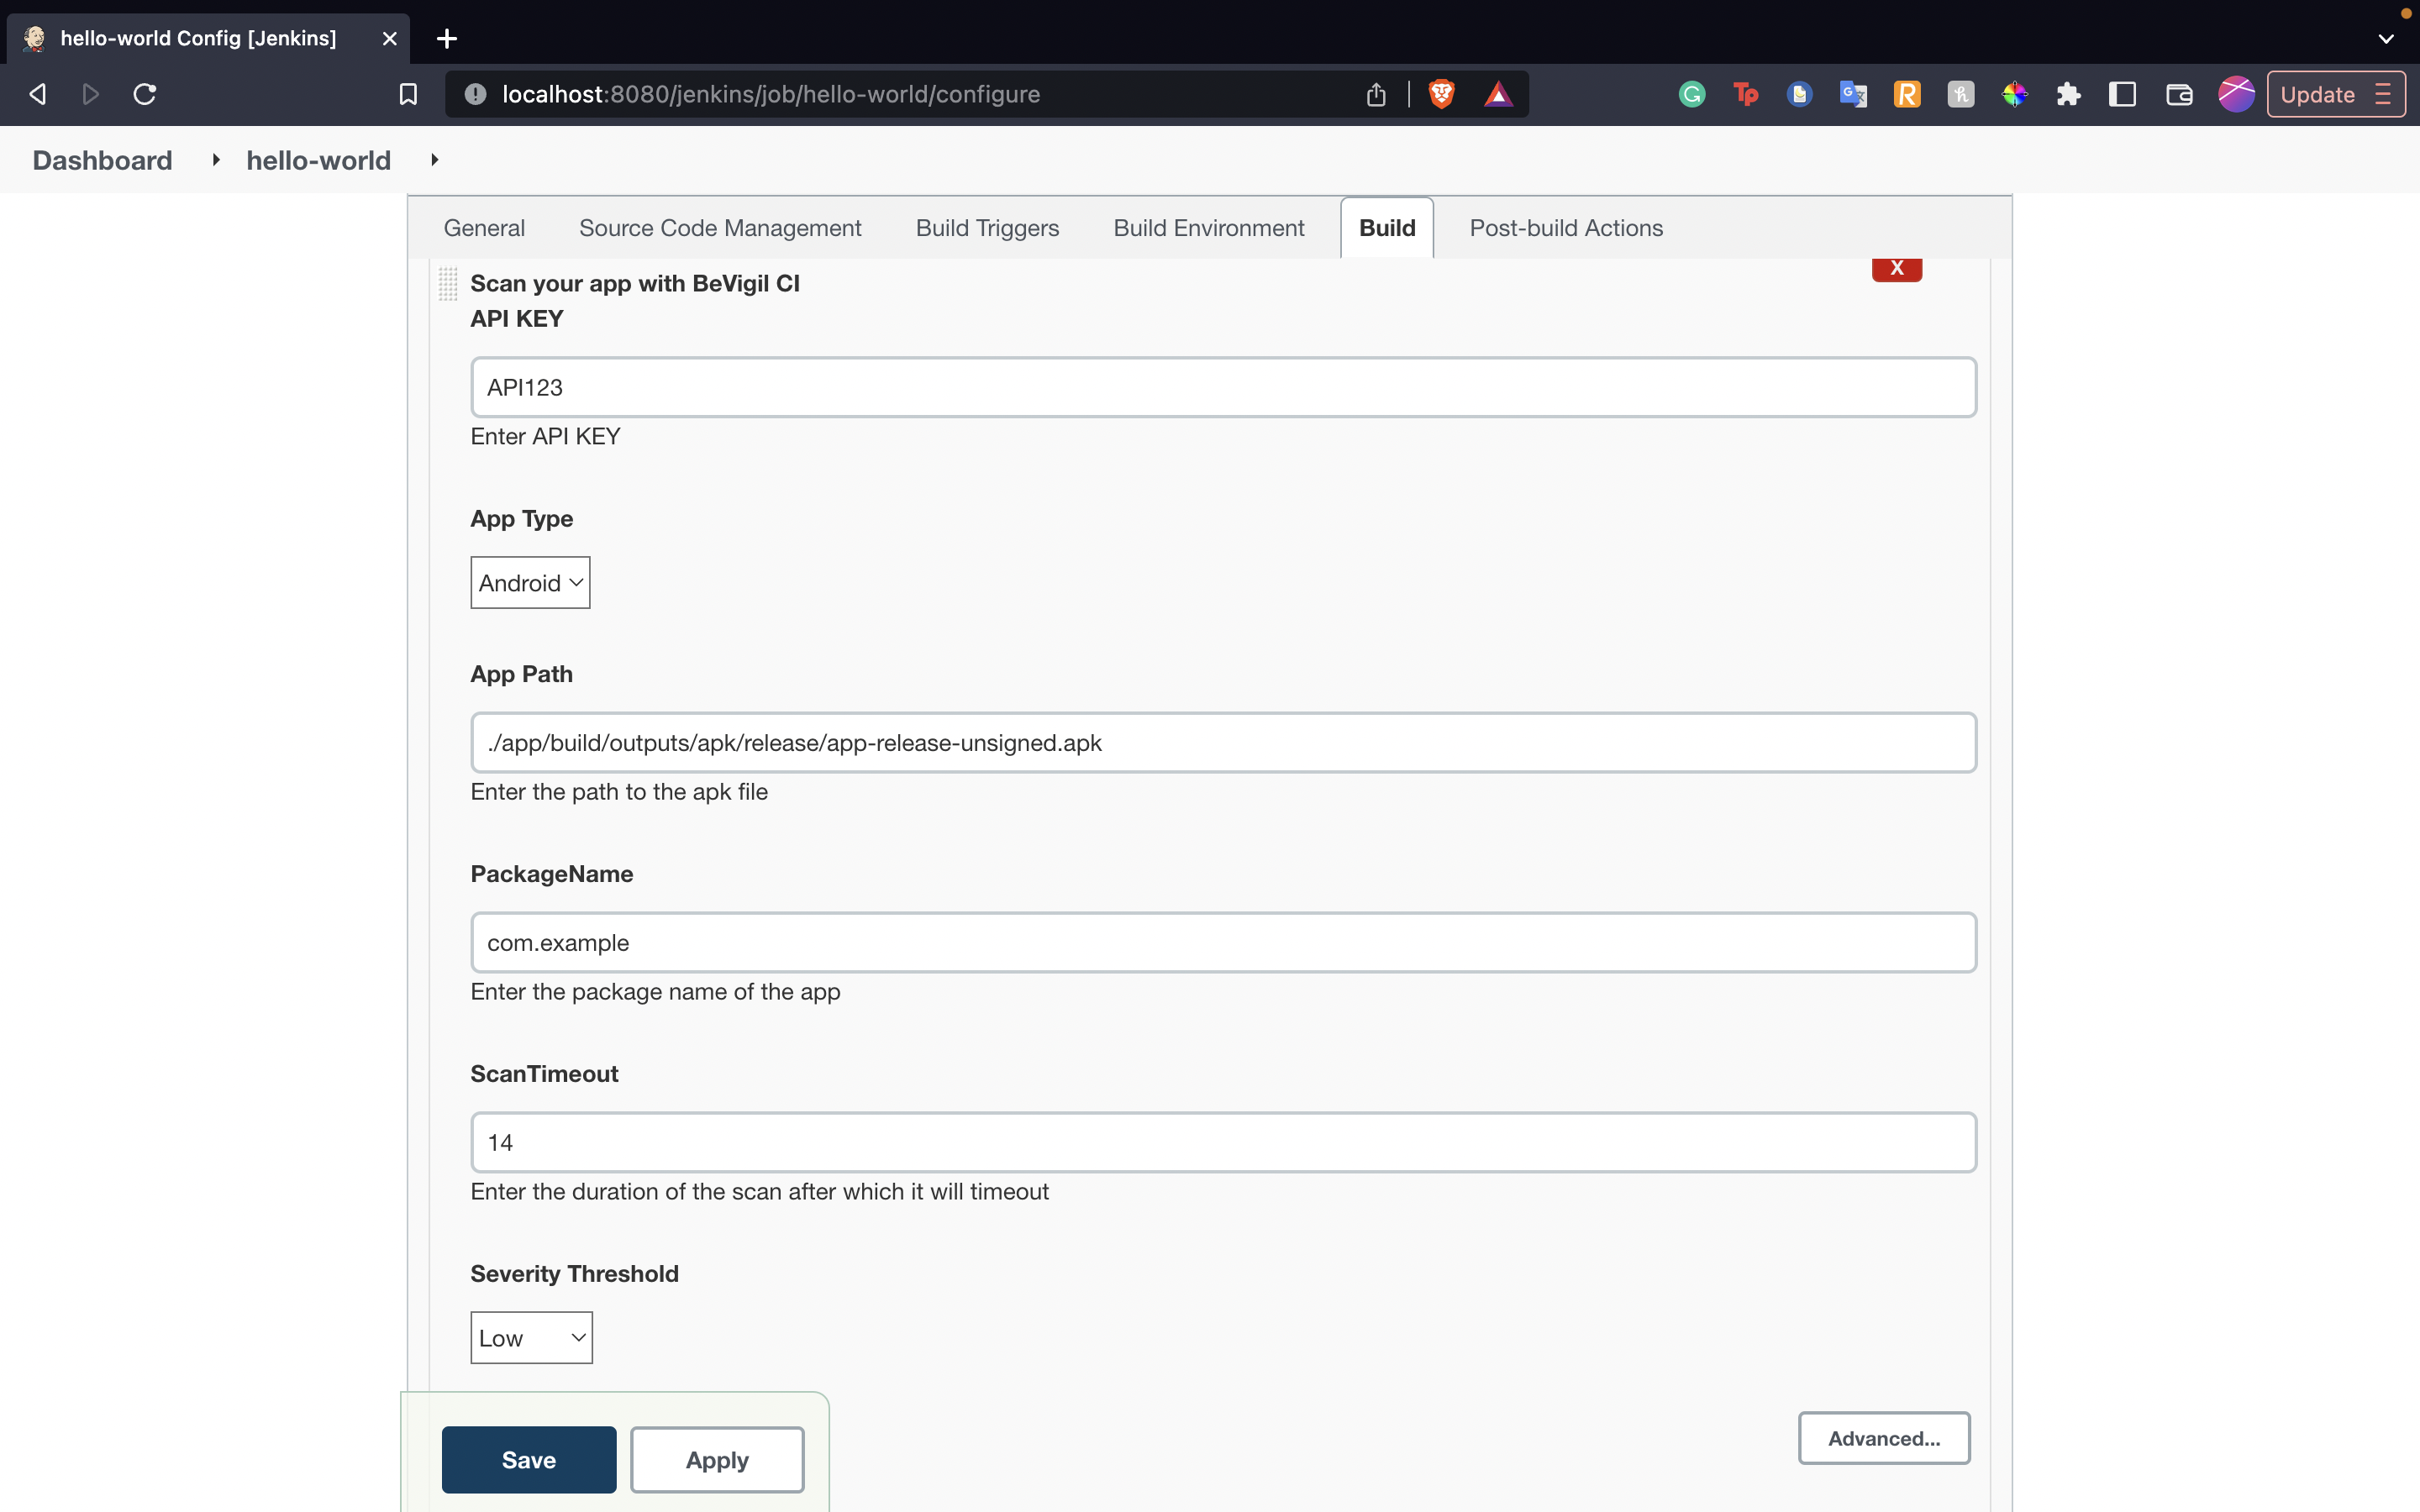 hello-world Config [Jenkins]
localhost:8080/jenkins/job/hello-world/configure
Update
Dashboard hello-world
General Source Code Management Build Triggers Build Environment Build Post-build Actions
Scan your app with BeVigil CI
X
API KEY
API123
Enter API KEY
App Type
Android
App Path
./app/build/outputs/apk/release/app-release-unsigned.apk
Enter the path to the apk file
PackageName
com.example
Enter the package name of the app
ScanTimeout
14
Enter the duration of the scan after which it will timeout
Severity Threshold
Low
Advanced...
Save Apply